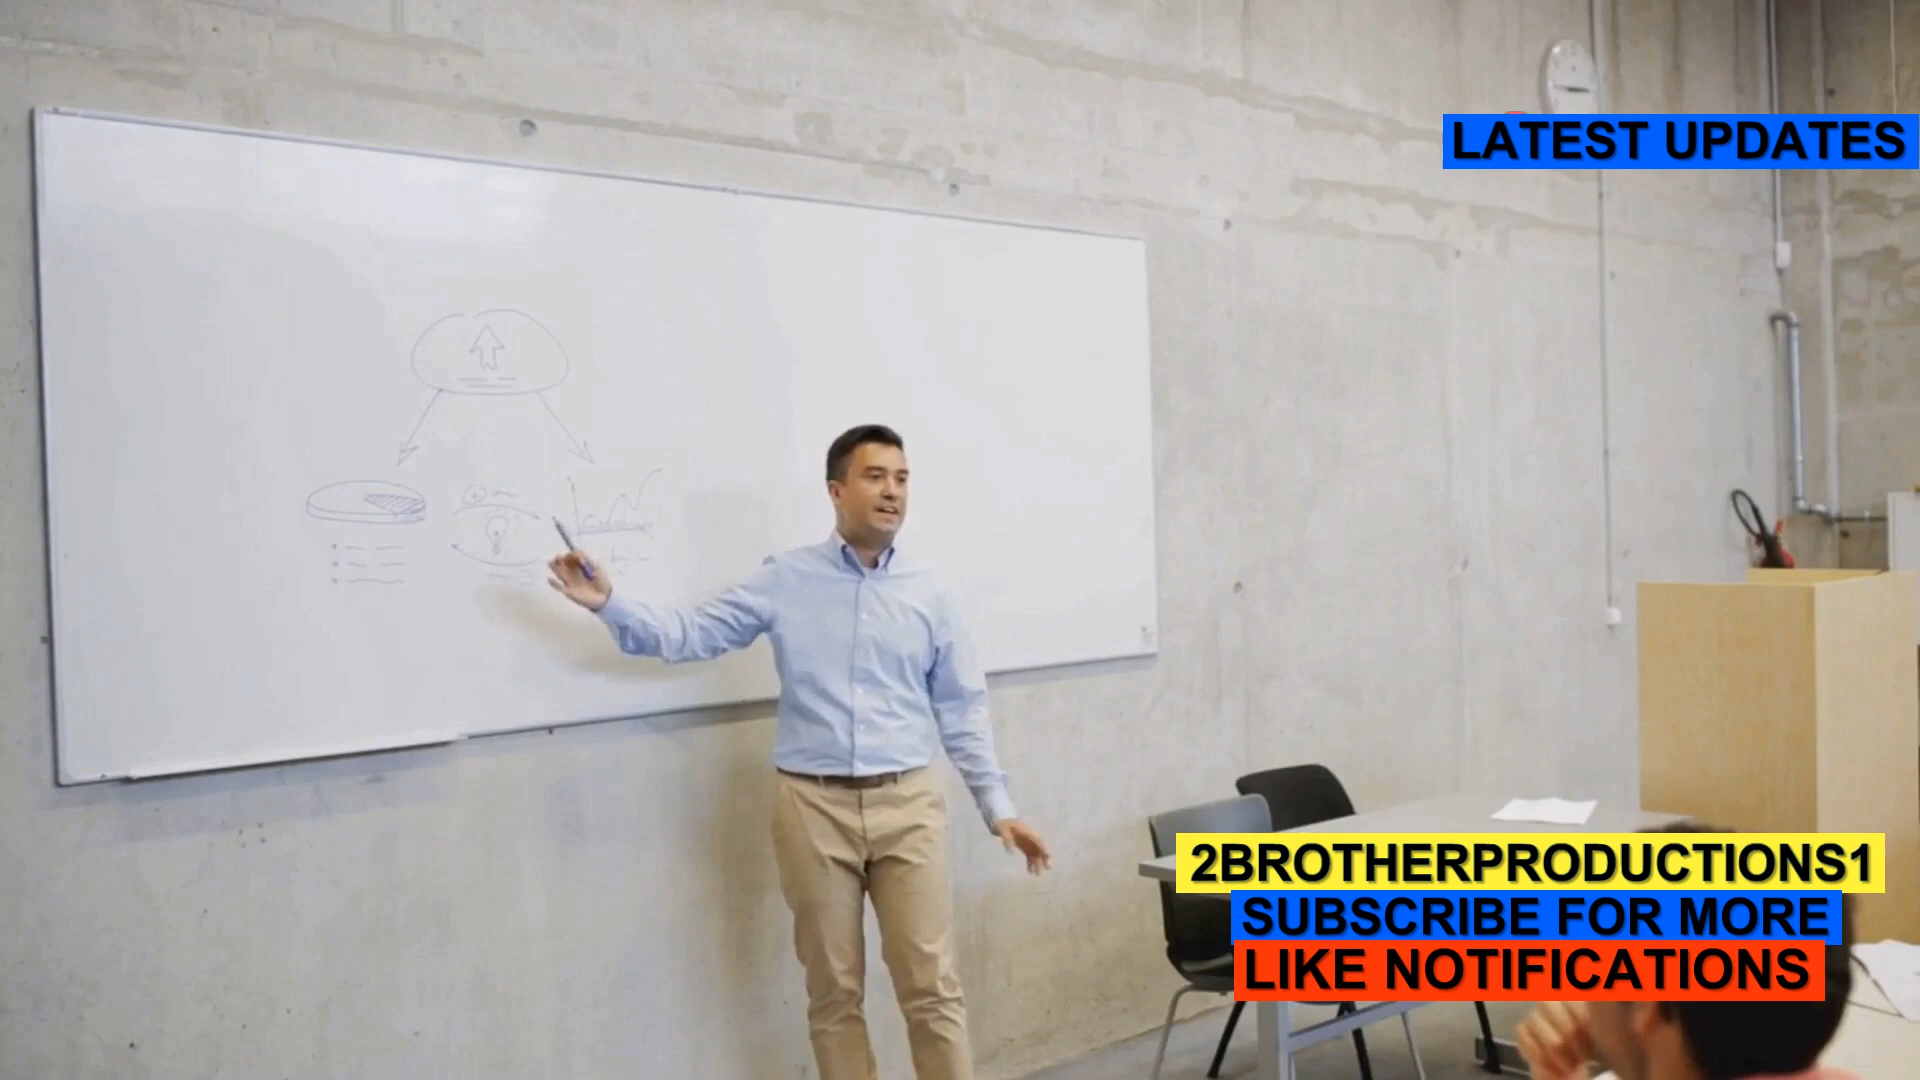 LATEST UPDATES
2BROTHERPRODUCTIONS1
SUBSCRIBE FOR MORE
LIKE NOTIFICATIONS